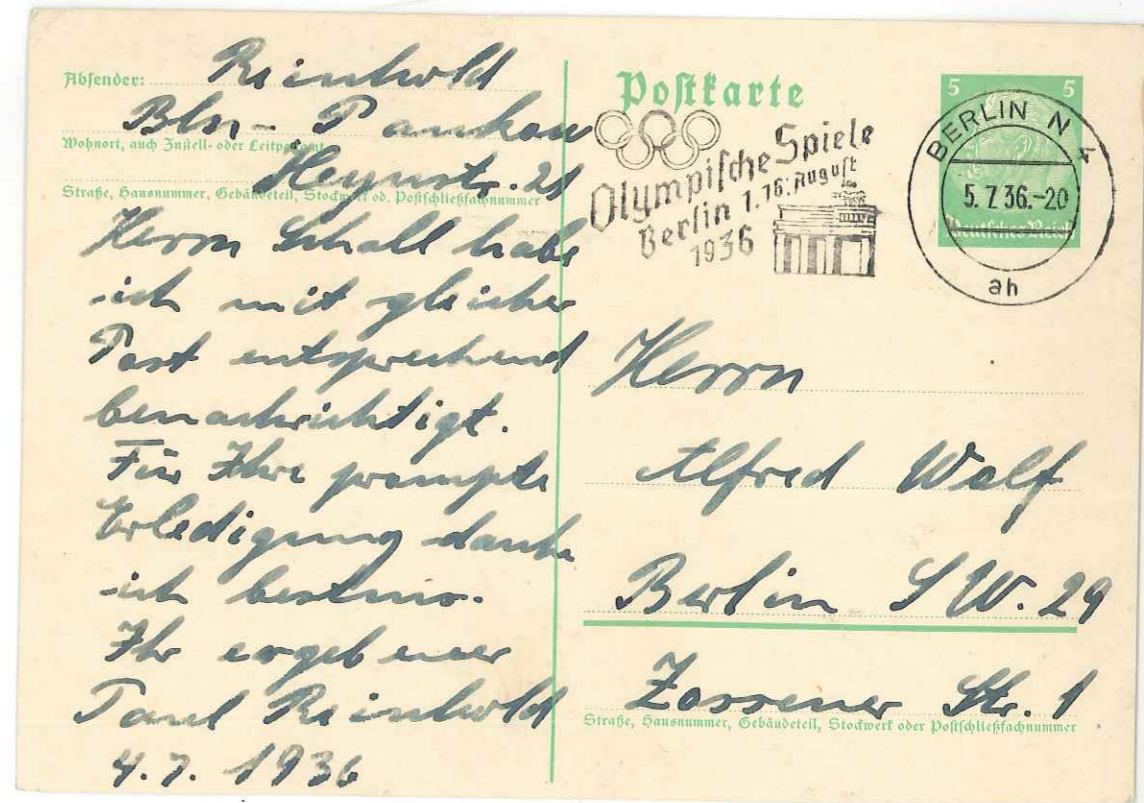 Absender: Reinhold
Bln-Pankow
Wohnort, auch Zustell- oder Leitpostamt
Heynstr. 21
Straße, Hausnummer, Gebäudeteil, Stockwerk od. Postschließfachnummer
Herrn Schall habe
ich mit gleicher
Post entsprechend
benachrichtigt.
Für Ihre prompte
Erledigung danke
ich bestens.
Ihr ergebener
Paul Reinhold
4.7.1936
Postkarte
Olympische Spiele
Berlin 1.-16. August
1936
5 5
BERLIN N 4
5.7.36.-20
Deutsches Reich
ah
Herrn
Alfred Wolf
Berlin SW. 29
Zossener Str. 1
Straße, Hausnummer, Gebäudeteil, Stockwerk oder Postschließfachnummer